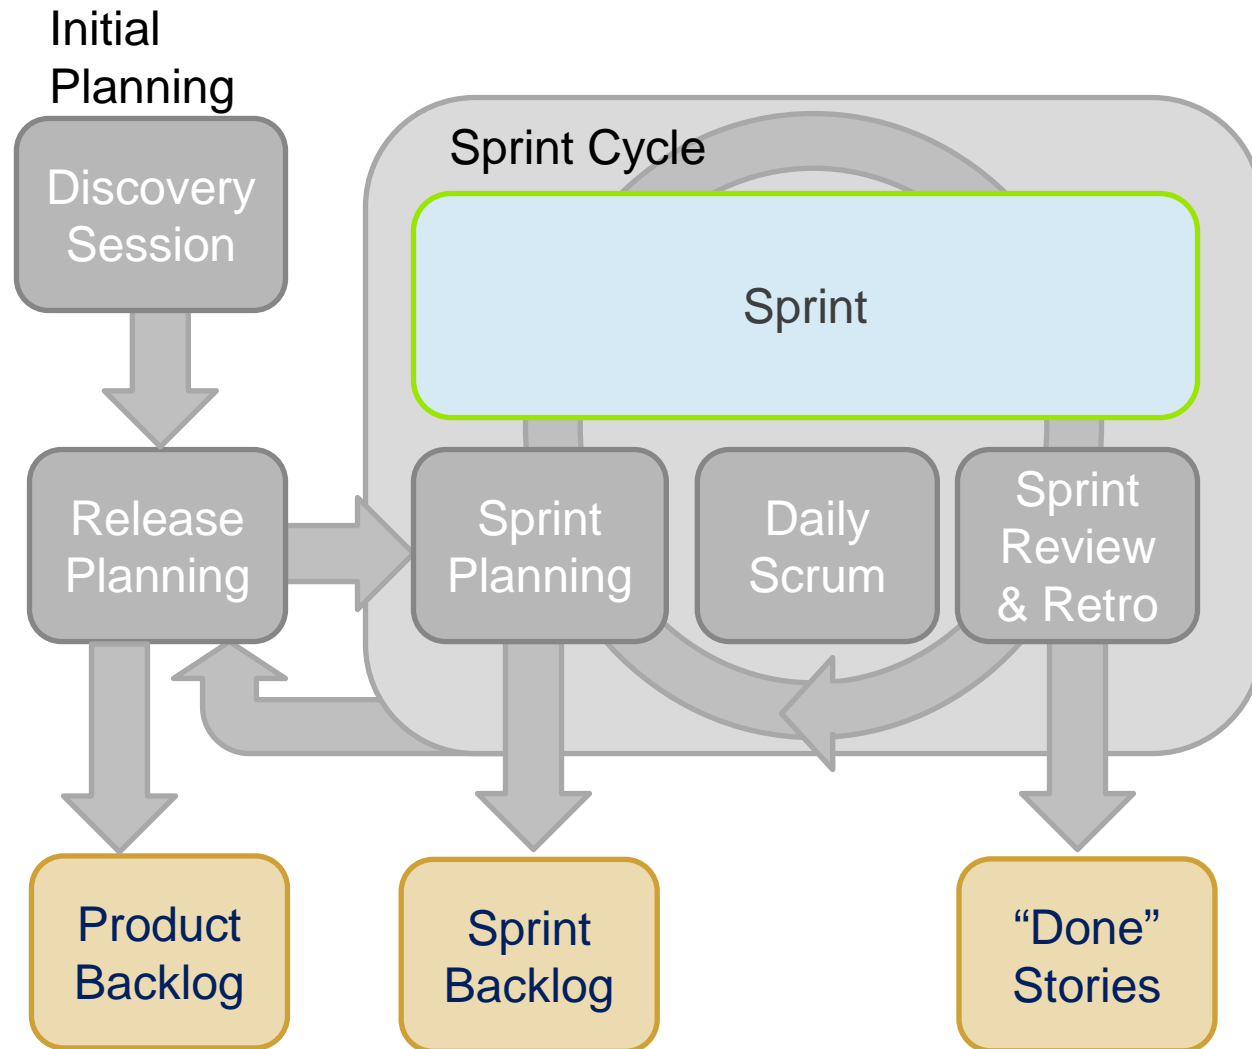 Initial
Planning
Discovery
Session
Sprint Cycle
Sprint
Release
Planning
Sprint
Planning
Daily
Scrum
Sprint
Review
& Retro
Product
Backlog
Sprint
Backlog
“Done”
Stories